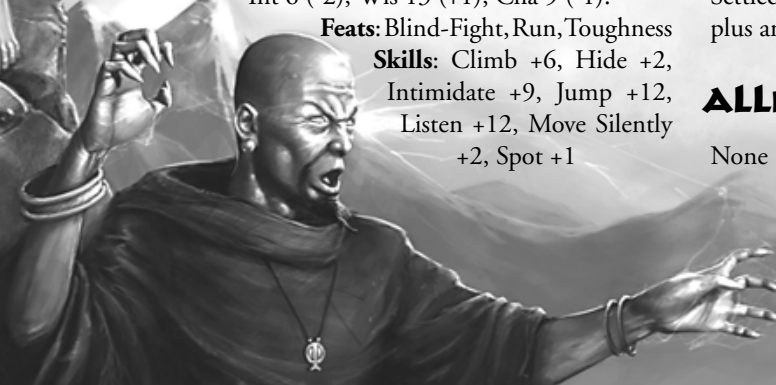 Feats: Blind-Fight, Run, Toughness
Skills: Climb +6, Hide +2,
Intimidate +9, Jump +12,
Listen +12, Move Silently
+2, Spot +1
plus
None